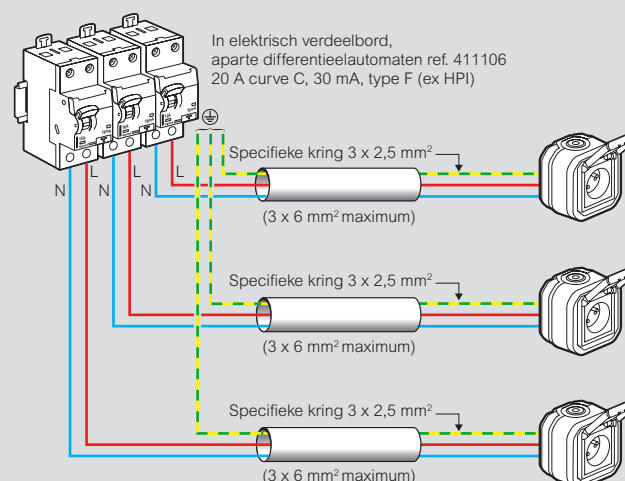 In elektrisch verdeelbord,
aparte differentieelautomaten ref. 411106
20 A curve C, 30 mA, type F (ex HPI)
Specifieke kring 3 x 2,5 mm²
L L L
N N N
(3 x 6 mm² maximum)
Specifieke kring 3 x 2,5 mm²
(3 x 6 mm² maximum)
Specifieke kring 3 x 2,5 mm²
(3 x 6 mm² maximum)